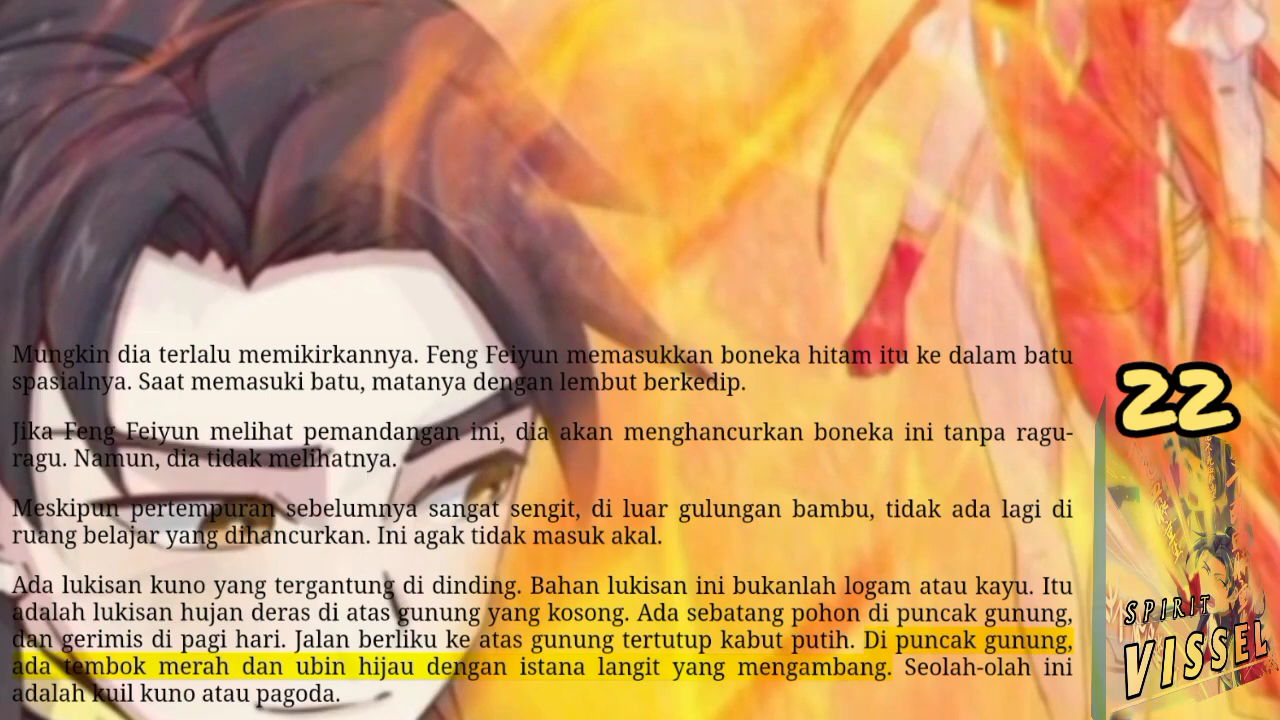 Mungkin dia terlalu memikirkannya. Feng Feiyun memasukkan boneka hitam itu ke dalam batu
spasialnya. Saat memasuki batu, matanya dengan lembut berkedip.
Jika Feng Feiyun melihat pemandangan ini, dia akan menghancurkan boneka ini tanpa ragu-
ragu. Namun, dia tidak melihatnya.
Meskipun pertempuran sebelumnya sangat sengit, di luar gulungan bambu, tidak ada lagi di
ruang belajar yang dihancurkan. Ini agak tidak masuk akal.
Ada lukisan kuno yang tergantung di dinding. Bahan lukisan ini bukanlah logam atau kayu. Itu
adalah lukisan hujan deras di atas gunung yang kosong. Ada sebatang pohon di puncak gunung,
dan gerimis di pagi hari. Jalan berliku ke atas gunung tertutup kabut putih. Di puncak gunung,
ada tembok merah dan ubin hijau dengan istana langit yang mengambang. Seolah-olah ini
adalah kuil kuno atau pagoda.
22
SPIRIT
VISSEL